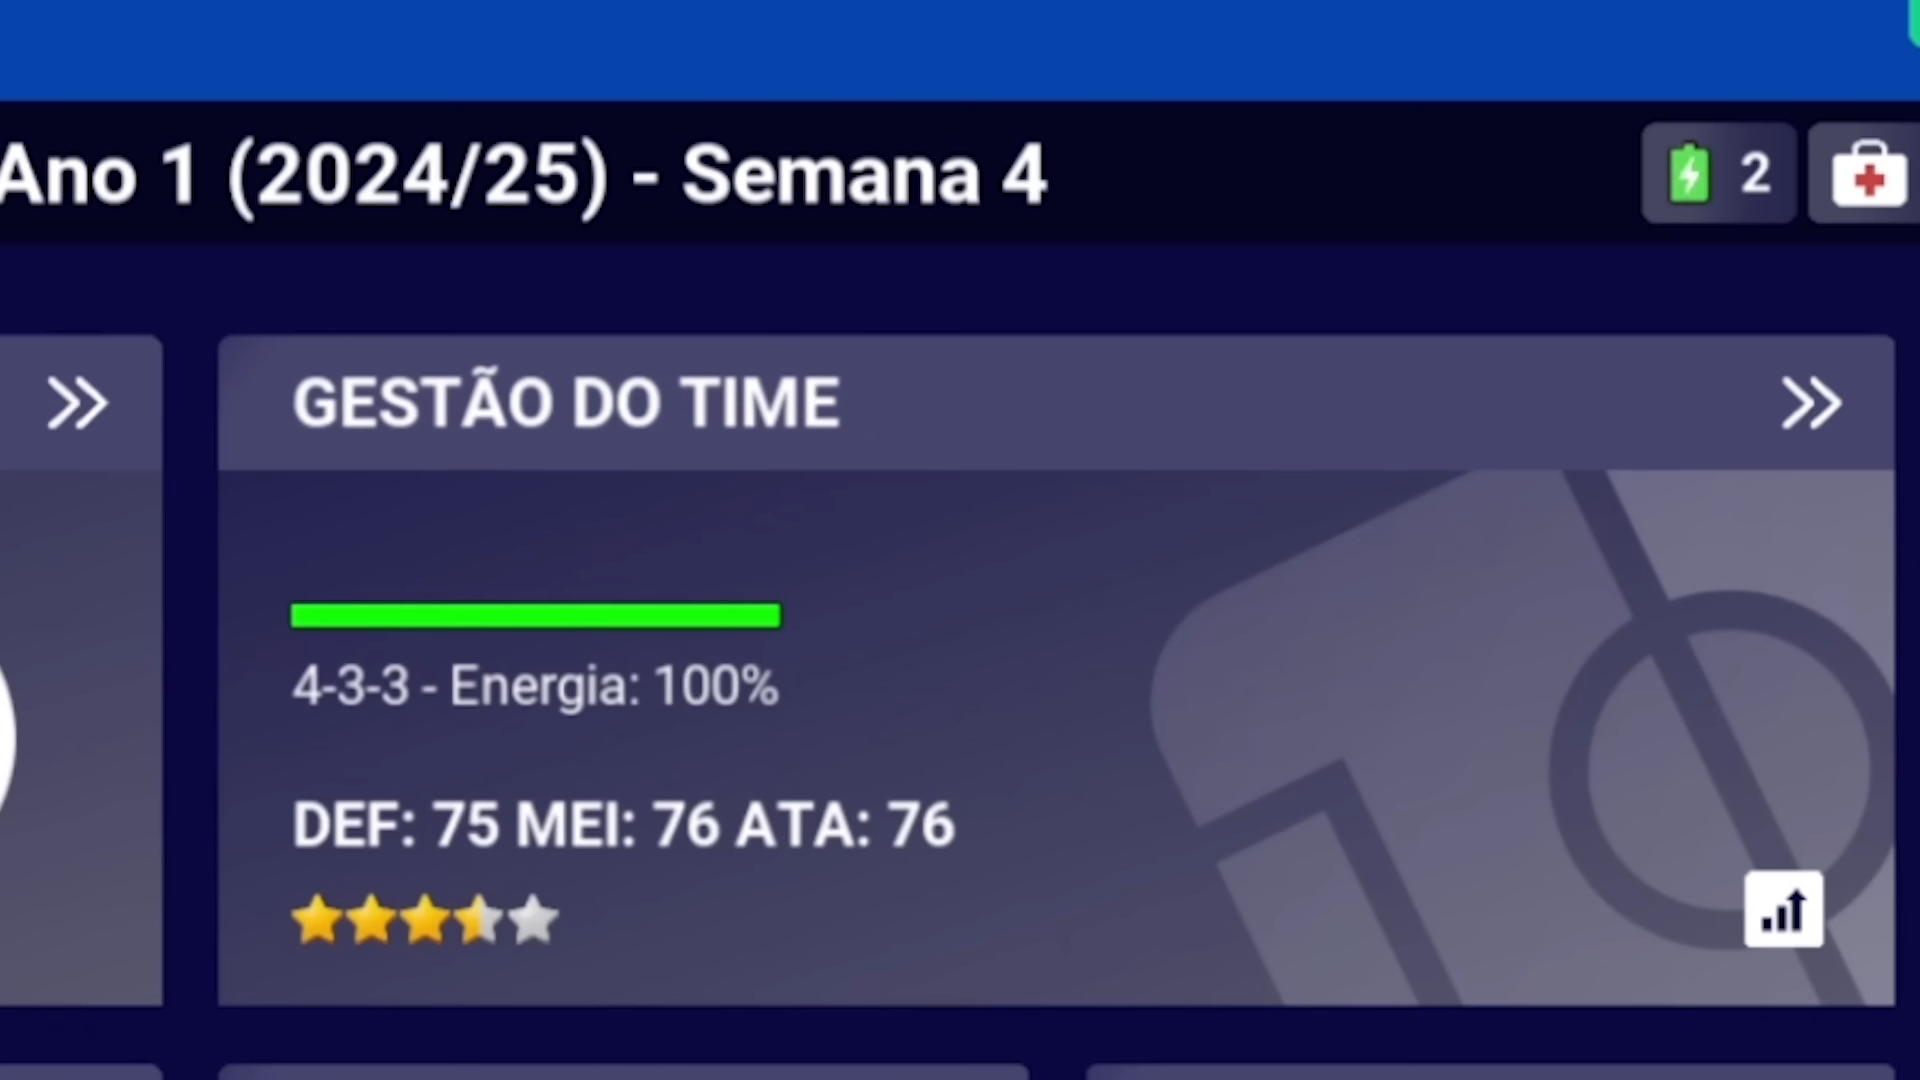 Ano 1 (2024/25) - Semana 4
2
GESTÃO DO TIME
4-3-3 - Energia: 100%
DEF: 75 MEI: 76 ATA: 76